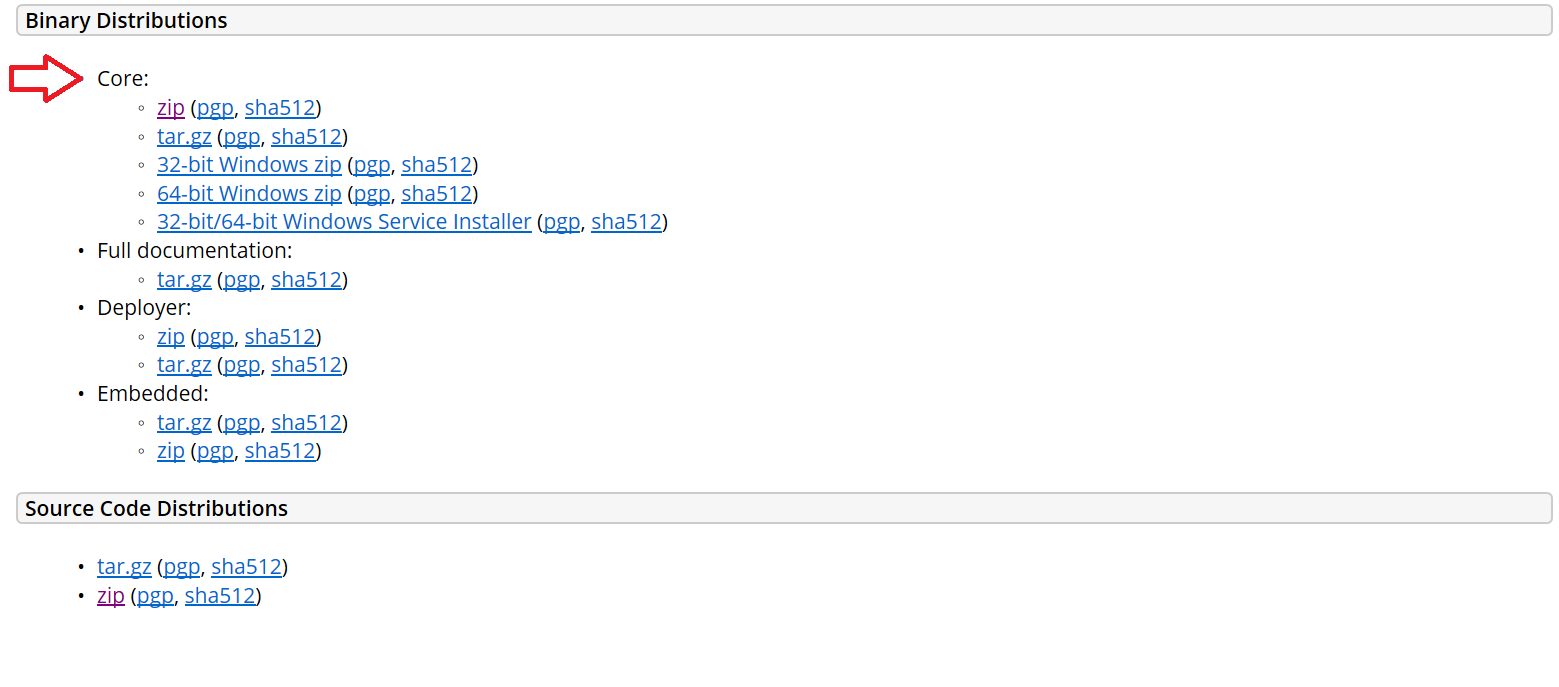 Binary Distributions
Core:
zip (pgp, sha512)
tar.gz (pgp, sha512)
32-bit Windows zip (pgp, sha512)
64-bit Windows zip (pgp, sha512)
32-bit/64-bit Windows Service Installer (pgp, sha512)
• Full documentation:
tar.gz (pgp, sha512)
• Deployer:
zip (pgp, sha512)
tar.gz (pgp, sha512)
• Embedded:
tar.gz (pgp, sha512)
zip (pgp, sha512)
Source Code Distributions
• tar.gz (pgp, sha512)
• zip (pgp, sha512)